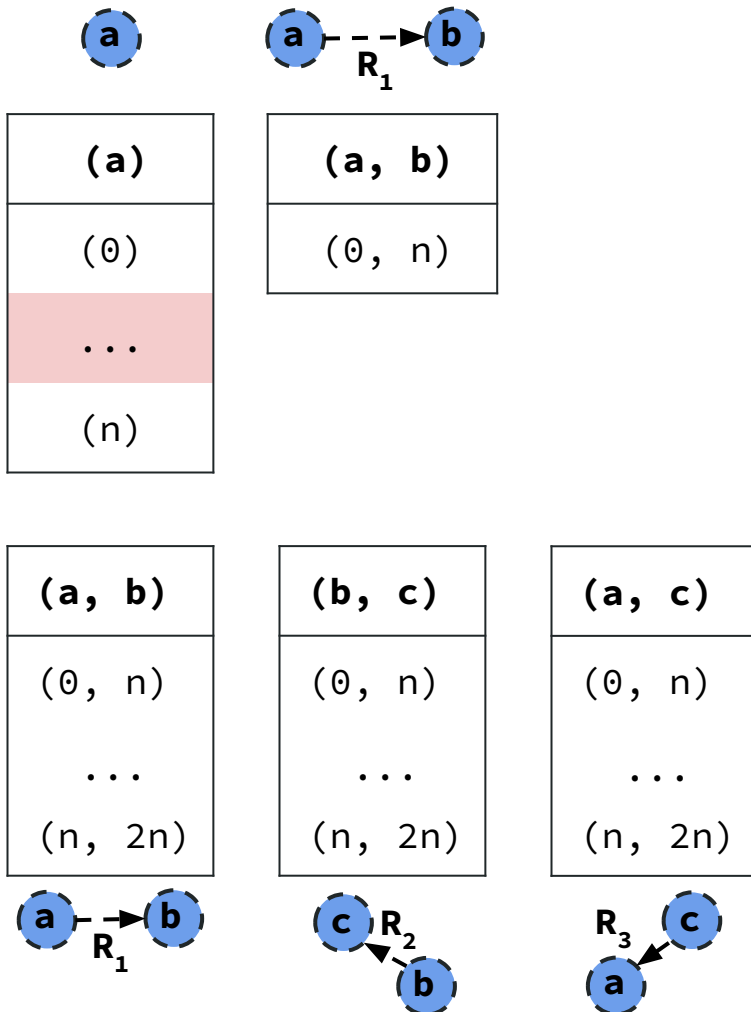 a
a b
R1
(a)
(a, b)
(0)
(0, n)
...
(n)
(a, b)
(b, c)
(a, c)
(0, n)
(0, n)
(0, n)
...
...
...
(n, 2n)
(n, 2n)
(n, 2n)
a b
R1
c R2
b
R3 c
a